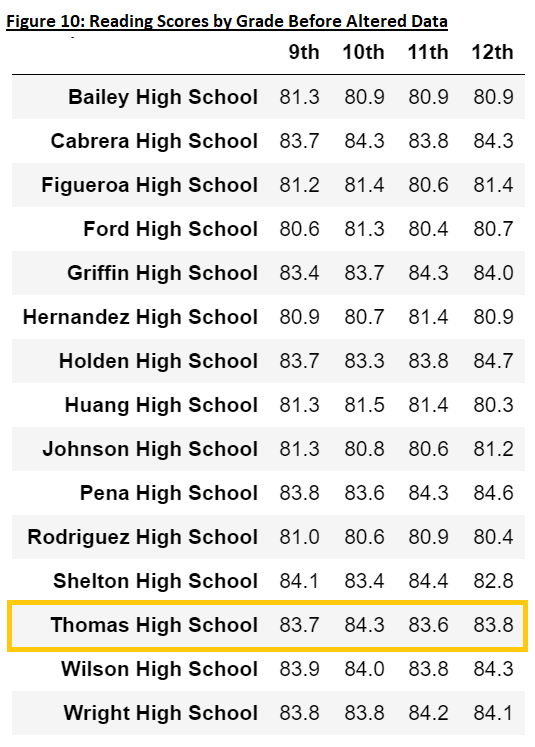 Figure 10: Reading Scores by Grade Before Altered Data
9th 10th 11th 12th
Bailey High School 81.3 80.9 80.9 80.9
Cabrera High School 83.7 84.3 83.8 84.3
Figueroa High School 81.2 81.4 80.6 81.4
Ford High School 80.6 81.3 80.4 80.7
Griffin High School 83.4 83.7 84.3 84.0
Hernandez High School 80.9 80.7 81.4 80.9
Holden High School 83.7 83.3 83.8 84.7
Huang High School 81.3 81.5 81.4 80.3
Johnson High School 81.3 80.8 80.6 81.2
Pena High School 83.8 83.6 84.3 84.6
Rodriguez High School 81.0 80.6 80.9 80.4
Shelton High School 84.1 83.4 84.4 82.8
Thomas High School 83.7 84.3 83.6 83.8
Wilson High School 83.9 84.0 83.8 84.3
Wright High School 83.8 83.8 84.2 84.1